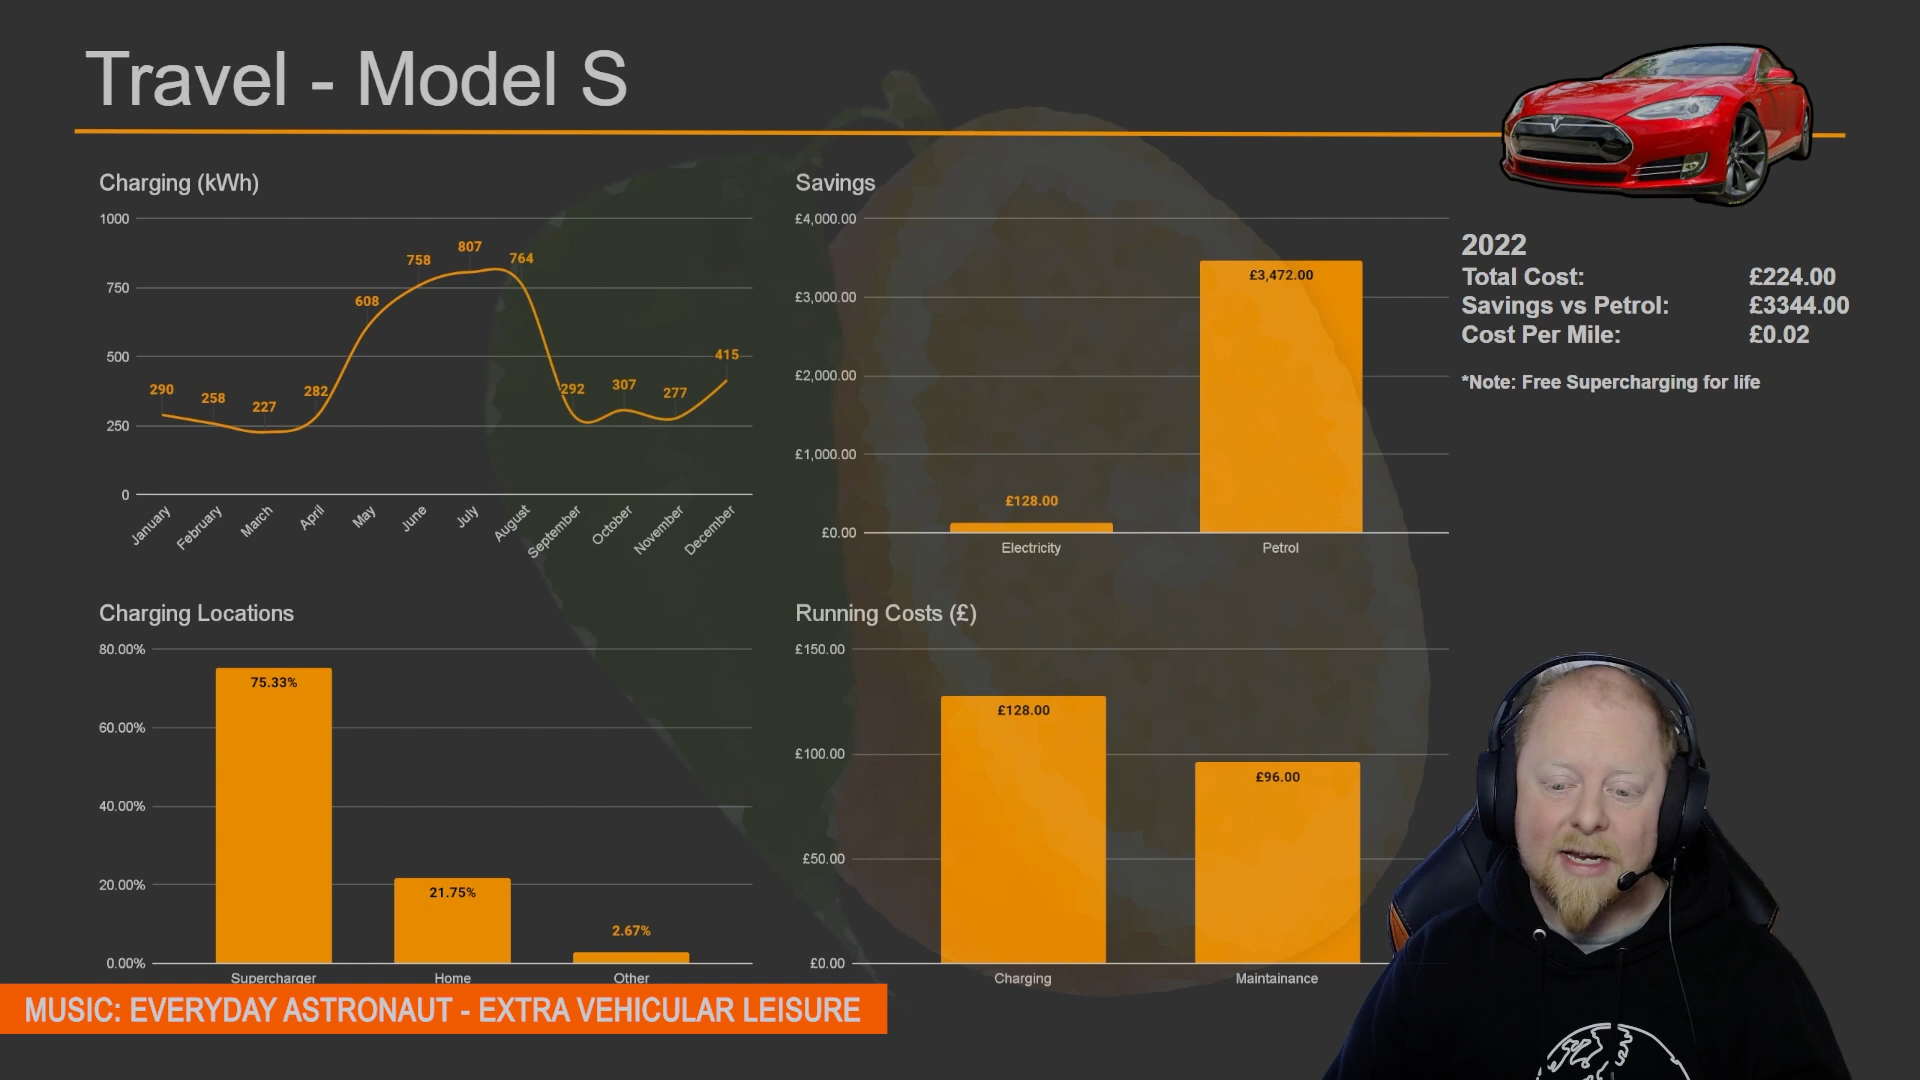 Travel - Model S
Charging (kWh)
1000
750
500
250
0
290
258
227
282
608
758
807
764
292
307
277
415
January
February
March
April
May
June
July
August
September
October
November
December
Savings
£4,000.00
£3,000.00
£2,000.00
£1,000.00
£0.00
£128.00
£3,472.00
Electricity
Petrol
2022
Total Cost: £224.00
Savings vs Petrol: £3344.00
Cost Per Mile: £0.02
*Note: Free Supercharging for life
Charging Locations
80.00%
60.00%
40.00%
20.00%
0.00%
75.33%
21.75%
2.67%
Supercharger
Home
Other
Running Costs (£)
£150.00
£100.00
£50.00
£0.00
£128.00
£96.00
Charging
Maintainance
MUSIC: EVERYDAY ASTRONAUT - EXTRA VEHICULAR LEISURE